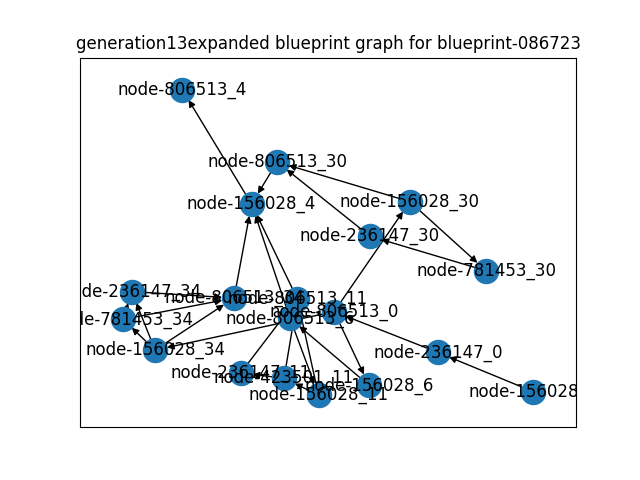 generation13expanded blueprint graph for blueprint-086723
node-806513_4
node-806513_30
node-156028_30
node-156028_4
node-236147_30
node-781453_30
de-236147_34
node-806513_34
node-806513_11
node-806513_0
le-781453_34
node-806513_6
node-156028_34
node-236147_0
node-236147_11
node-423591_11
node-156028_6
node-156028_11
node-156028